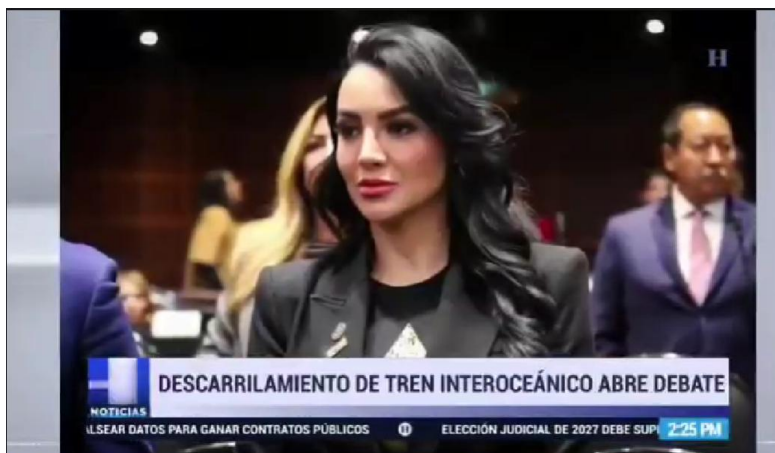 H
DESCARRILAMIENTO DE TREN INTEROCEÁNICO ABRE DEBATE
NOTICIAS
ALSEAR DATOS PARA GANAR CONTRATOS PÚBLICOS H ELECCIÓN JUDICIAL DE 2027 DEBE SUP 2:25 PM